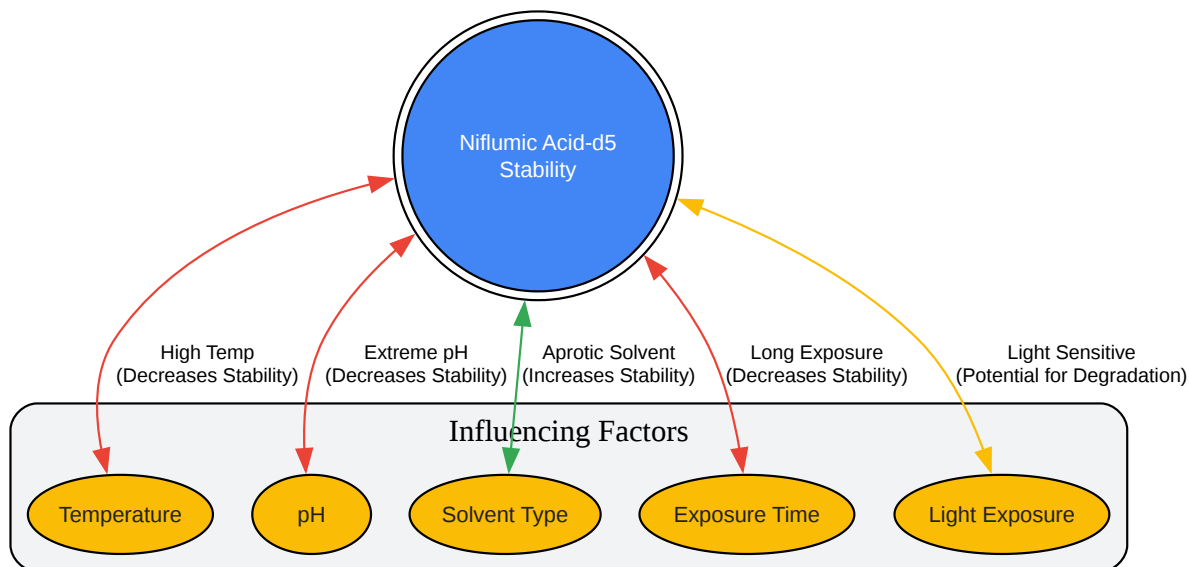 Niflumic Acid-d5
Stability
High Temp
(Decreases Stability)
Extreme pH
(Decreases Stability)
Aprotic Solvent
(Increases Stability)
Long Exposure
(Decreases Stability)
Light Sensitive
(Potential for Degradation)
Influencing Factors
Temperature
pH
Solvent Type
Exposure Time
Light Exposure